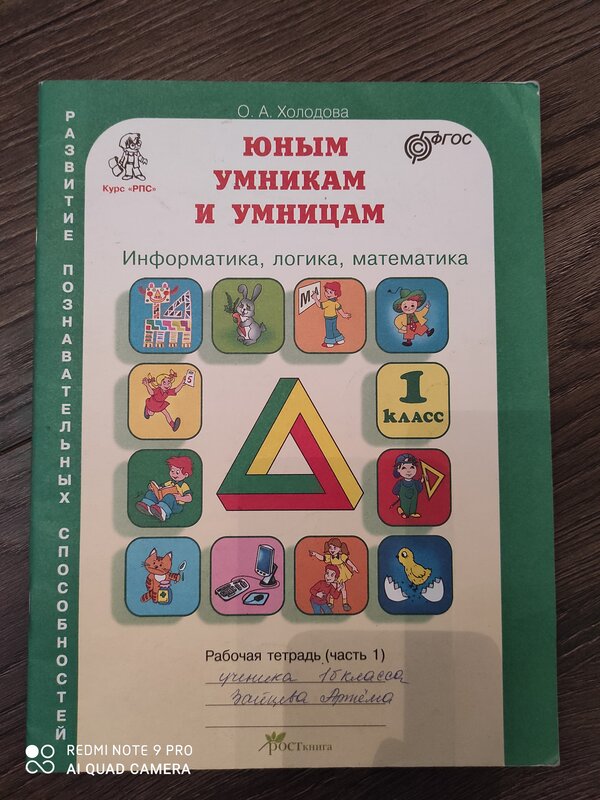 О. А. Холодова
РАЗВИТИЕ ПОЗНАВАТЕЛЬНЫХ СПОСОБНОСТЕЙ
Курс «РПС»
ФГОС
ЮНЫМ
УМНИКАМ
И УМНИЦАМ
Информатика, логика, математика
М А
5
1
КЛАСС
Рабочая тетрадь (часть 1)
ученика 1б класса
Зайцева Артёма
РОСТкнига
REDMI NOTE 9 PRO
AI QUAD CAMERA